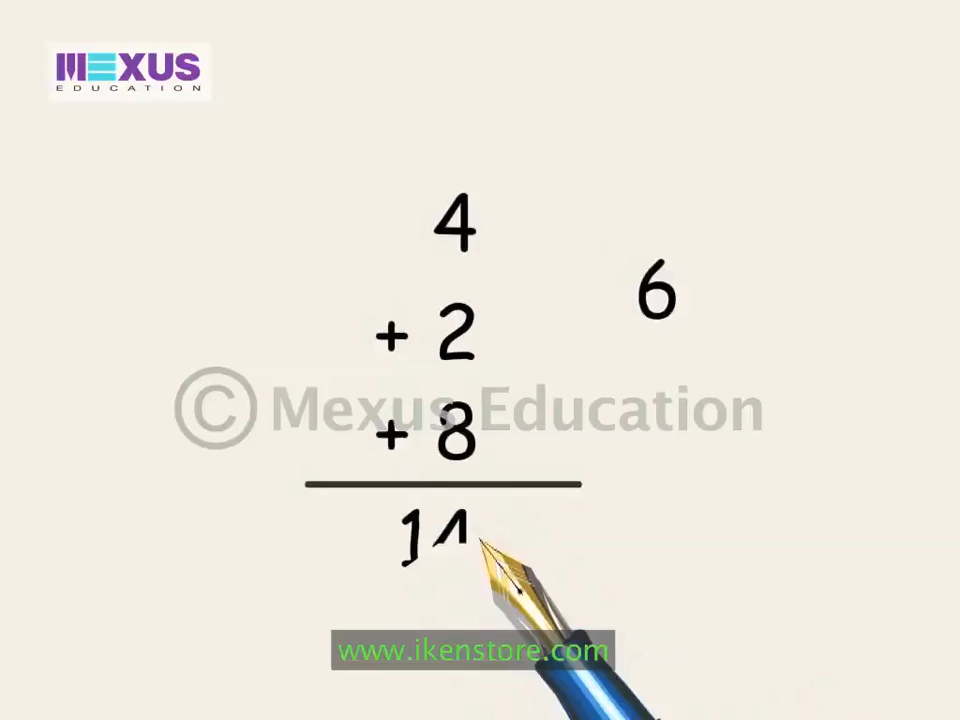 MEXUS
EDUCATION
4
6
+ 2
© Mexus Education
+ 8
14
www.ikenstore.com